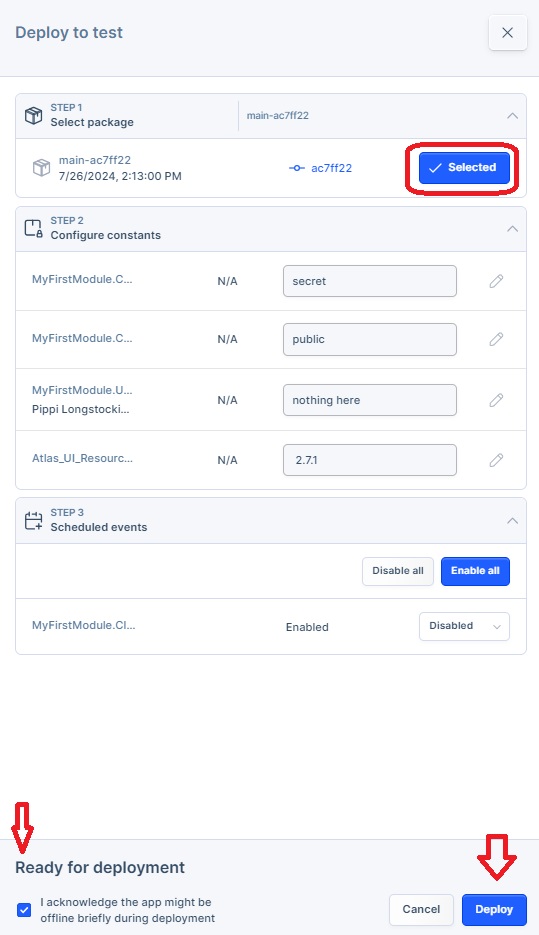 Deploy to test
STEP 1
Select package
main-ac7ff22
main-ac7ff22
7/26/2024, 2:13:00 PM
ac7ff22
Selected
STEP 2
Configure constants
MyFirstModule.C...
N/A
secret
MyFirstModule.C...
N/A
public
MyFirstModule.U...
Pippi Longstocki...
N/A
nothing here
Atlas_UI_Resourc...
N/A
2.7.1
STEP 3
Scheduled events
Disable all
Enable all
MyFirstModule.Cl...
Enabled
Disabled
Ready for deployment
I acknowledge the app might be
offline briefly during deployment
Cancel
Deploy